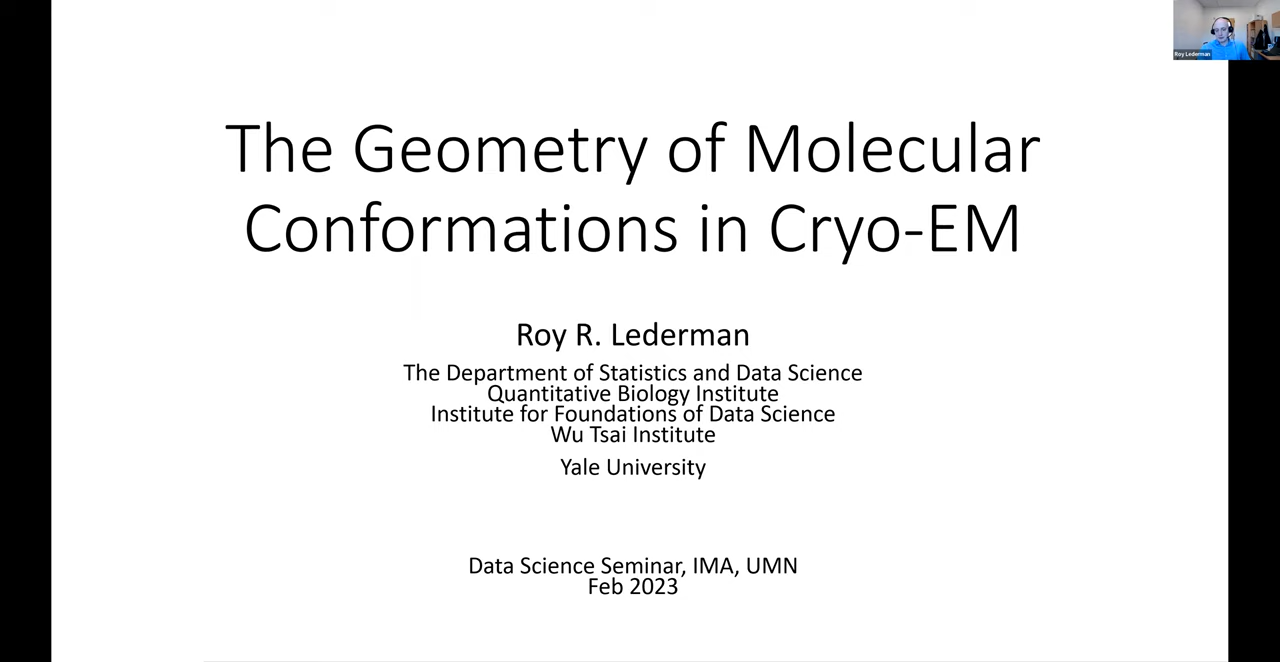 The Geometry of Molecular
Conformations in Cryo-EM
Roy R. Lederman
The Department of Statistics and Data Science
Quantitative Biology Institute
Institute for Foundations of Data Science
Wu Tsai Institute
Yale University
Data Science Seminar, IMA, UMN
Feb 2023
Roy Lederman